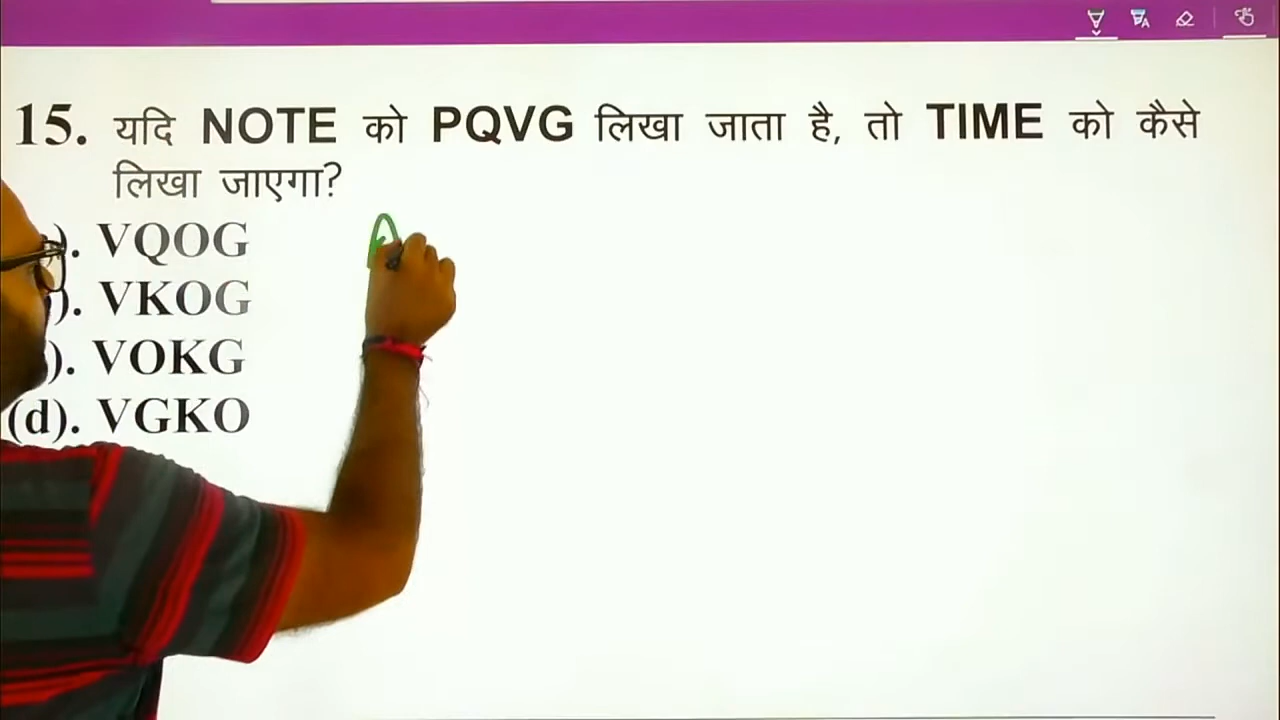 15. यदि NOTE को PQVG लिखा जाता है, तो TIME को कैसे
लिखा जाएगा?
). VQOG
). VKOG
). VOKG
(d). VGKO